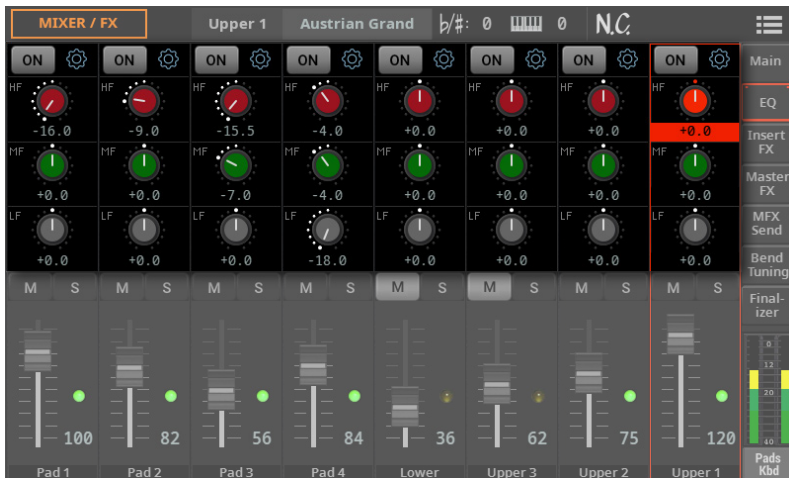 MIXER / FX Upper 1 Austrian Grand b/#: 0 0 N.C.
ON ON ON ON ON ON ON ON Main
HF HF HF HF HF HF HF HF EQ
-16.0 -9.0 -15.5 -4.0 +0.0 +0.0 +0.0 +0.0
Insert
FX
MF MF MF MF MF MF MF MF
+0.0 +0.0 -7.0 -4.0 +0.0 +0.0 +0.0 +0.0
Master
FX
LF LF LF LF LF LF LF LF
MFX
Send
+0.0 +0.0 +0.0 -18.0 +0.0 +0.0 +0.0 +0.0
Bend
Tuning
M S M S M S M S M S M S M S M S
Final-
izer
0
12
20
40
100 82 56 84 36 62 75 120
Pad 1 Pad 2 Pad 3 Pad 4 Lower Upper 3 Upper 2 Upper 1
Pads
Kbd